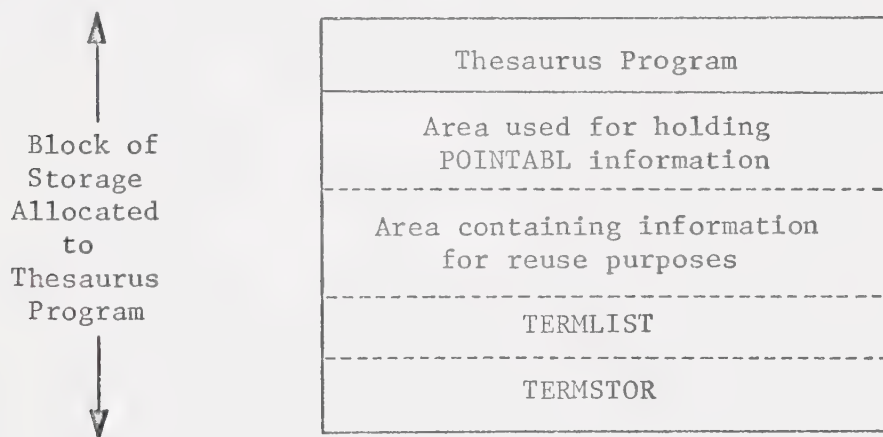 Block of
Storage
Allocated
to
Thesaurus
Program
Thesaurus Program
Area used for holding
POINTABL information
Area containing information
for reuse purposes
TERMLIST
TERMSTOR